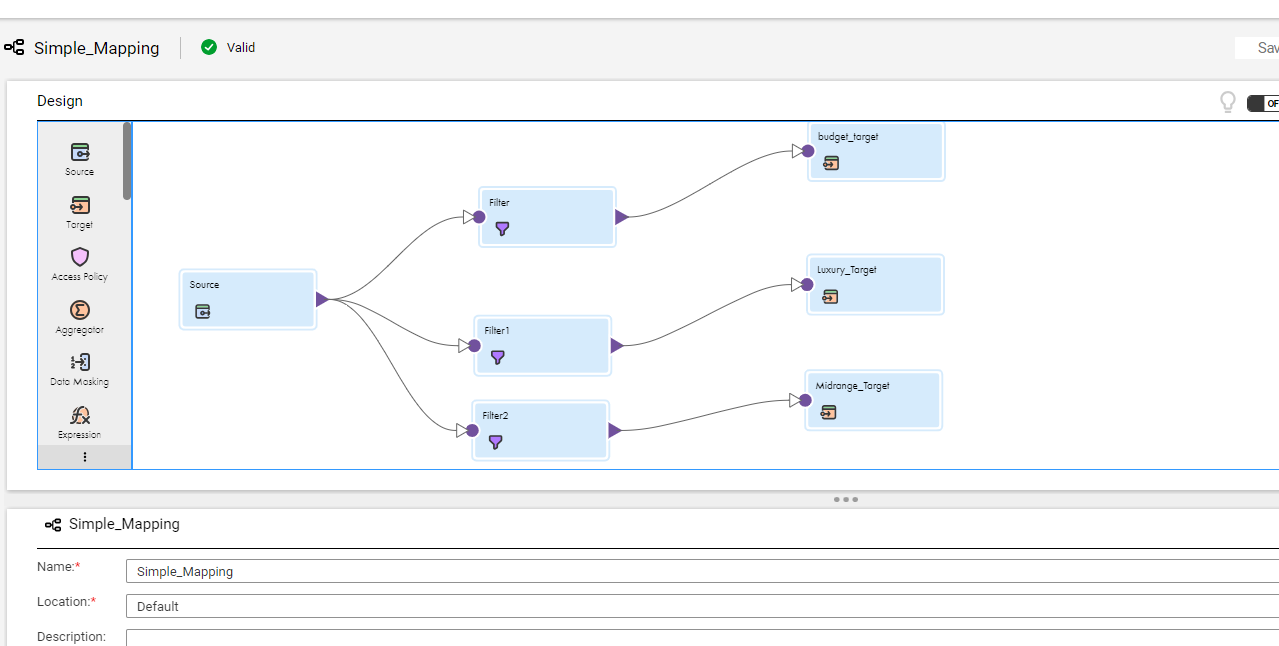 Simple_Mapping
Valid
Sav
Design
OF
Source
Target
Access Policy
Aggregator
Data Masking
Expression
Source
Filter
Filter1
Filter2
budget_target
Luxury_Target
Midrange_Target
Simple_Mapping
Name:*
Simple_Mapping
Location:*
Default
Description: